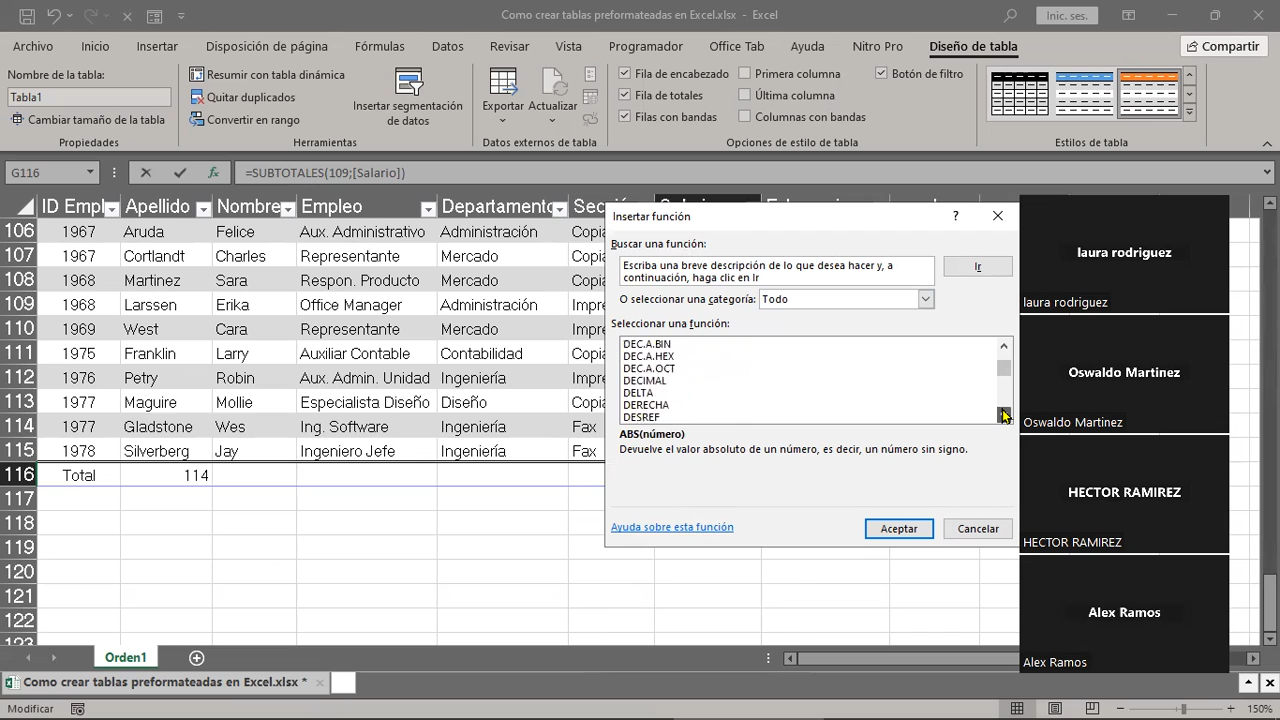 Como crear tablas preformateadas en Excel.xlsx - Excel
Inic. ses.
Archivo Inicio Insertar Disposición de página Fórmulas Datos Revisar Vista Programador Office Tab Ayuda Nitro Pro Diseño de tabla Compartir
Nombre de la tabla:
Tabla1
Cambiar tamaño de la tabla
Propiedades
Resumir con tabla dinámica
Quitar duplicados
Convertir en rango
Insertar segmentación
de datos
Herramientas
Exportar Actualizar
Datos externos de tabla
Fila de encabezado Primera columna Botón de filtro
Fila de totales Última columna
Filas con bandas Columnas con bandas
Opciones de estilo de tabla
Estilos de tabla
G116 fx =SUBTOTALES(109;[Salario])
ID Empl Apellido Nombre Empleo Departamento
106 1967 Aruda Felice Aux. Administrativo Administración Copia
107 1967 Cortlandt Charles Representante Mercado Copia
108 1968 Martinez Sara Respon. Producto Mercado Copia
109 1968 Larssen Erika Office Manager Administración Impre
110 1969 West Cara Representante Mercado Impre
111 1975 Franklin Larry Auxiliar Contable Contabilidad Copia
112 1976 Petry Robin Aux. Admin. Unidad Ingeniería Impre
113 1977 Maguire Mollie Especialista Diseño Diseño Copia
114 1977 Gladstone Wes Ing. Software Ingeniería Fax
115 1978 Silverberg Jay Ingeniero Jefe Ingeniería Fax
116 Total 114
117
118
119
120
121
122
Insertar función ?
Buscar una función:
Escriba una breve descripción de lo que desea hacer y, a
continuación, haga clic en Ir
Ir
O seleccionar una categoría: Todo
Seleccionar una función:
DEC.A.BIN
DEC.A.HEX
DEC.A.OCT
DECIMAL
DELTA
DERECHA
DESREF
ABS(número)
Devuelve el valor absoluto de un número, es decir, un número sin signo.
Ayuda sobre esta función
Aceptar Cancelar
laura rodriguez
laura rodriguez
Oswaldo Martinez
Oswaldo Martinez
HECTOR RAMIREZ
HECTOR RAMIREZ
Alex Ramos
Alex Ramos
Orden1
Como crear tablas preformateadas en Excel.xlsx *
Modificar
150%